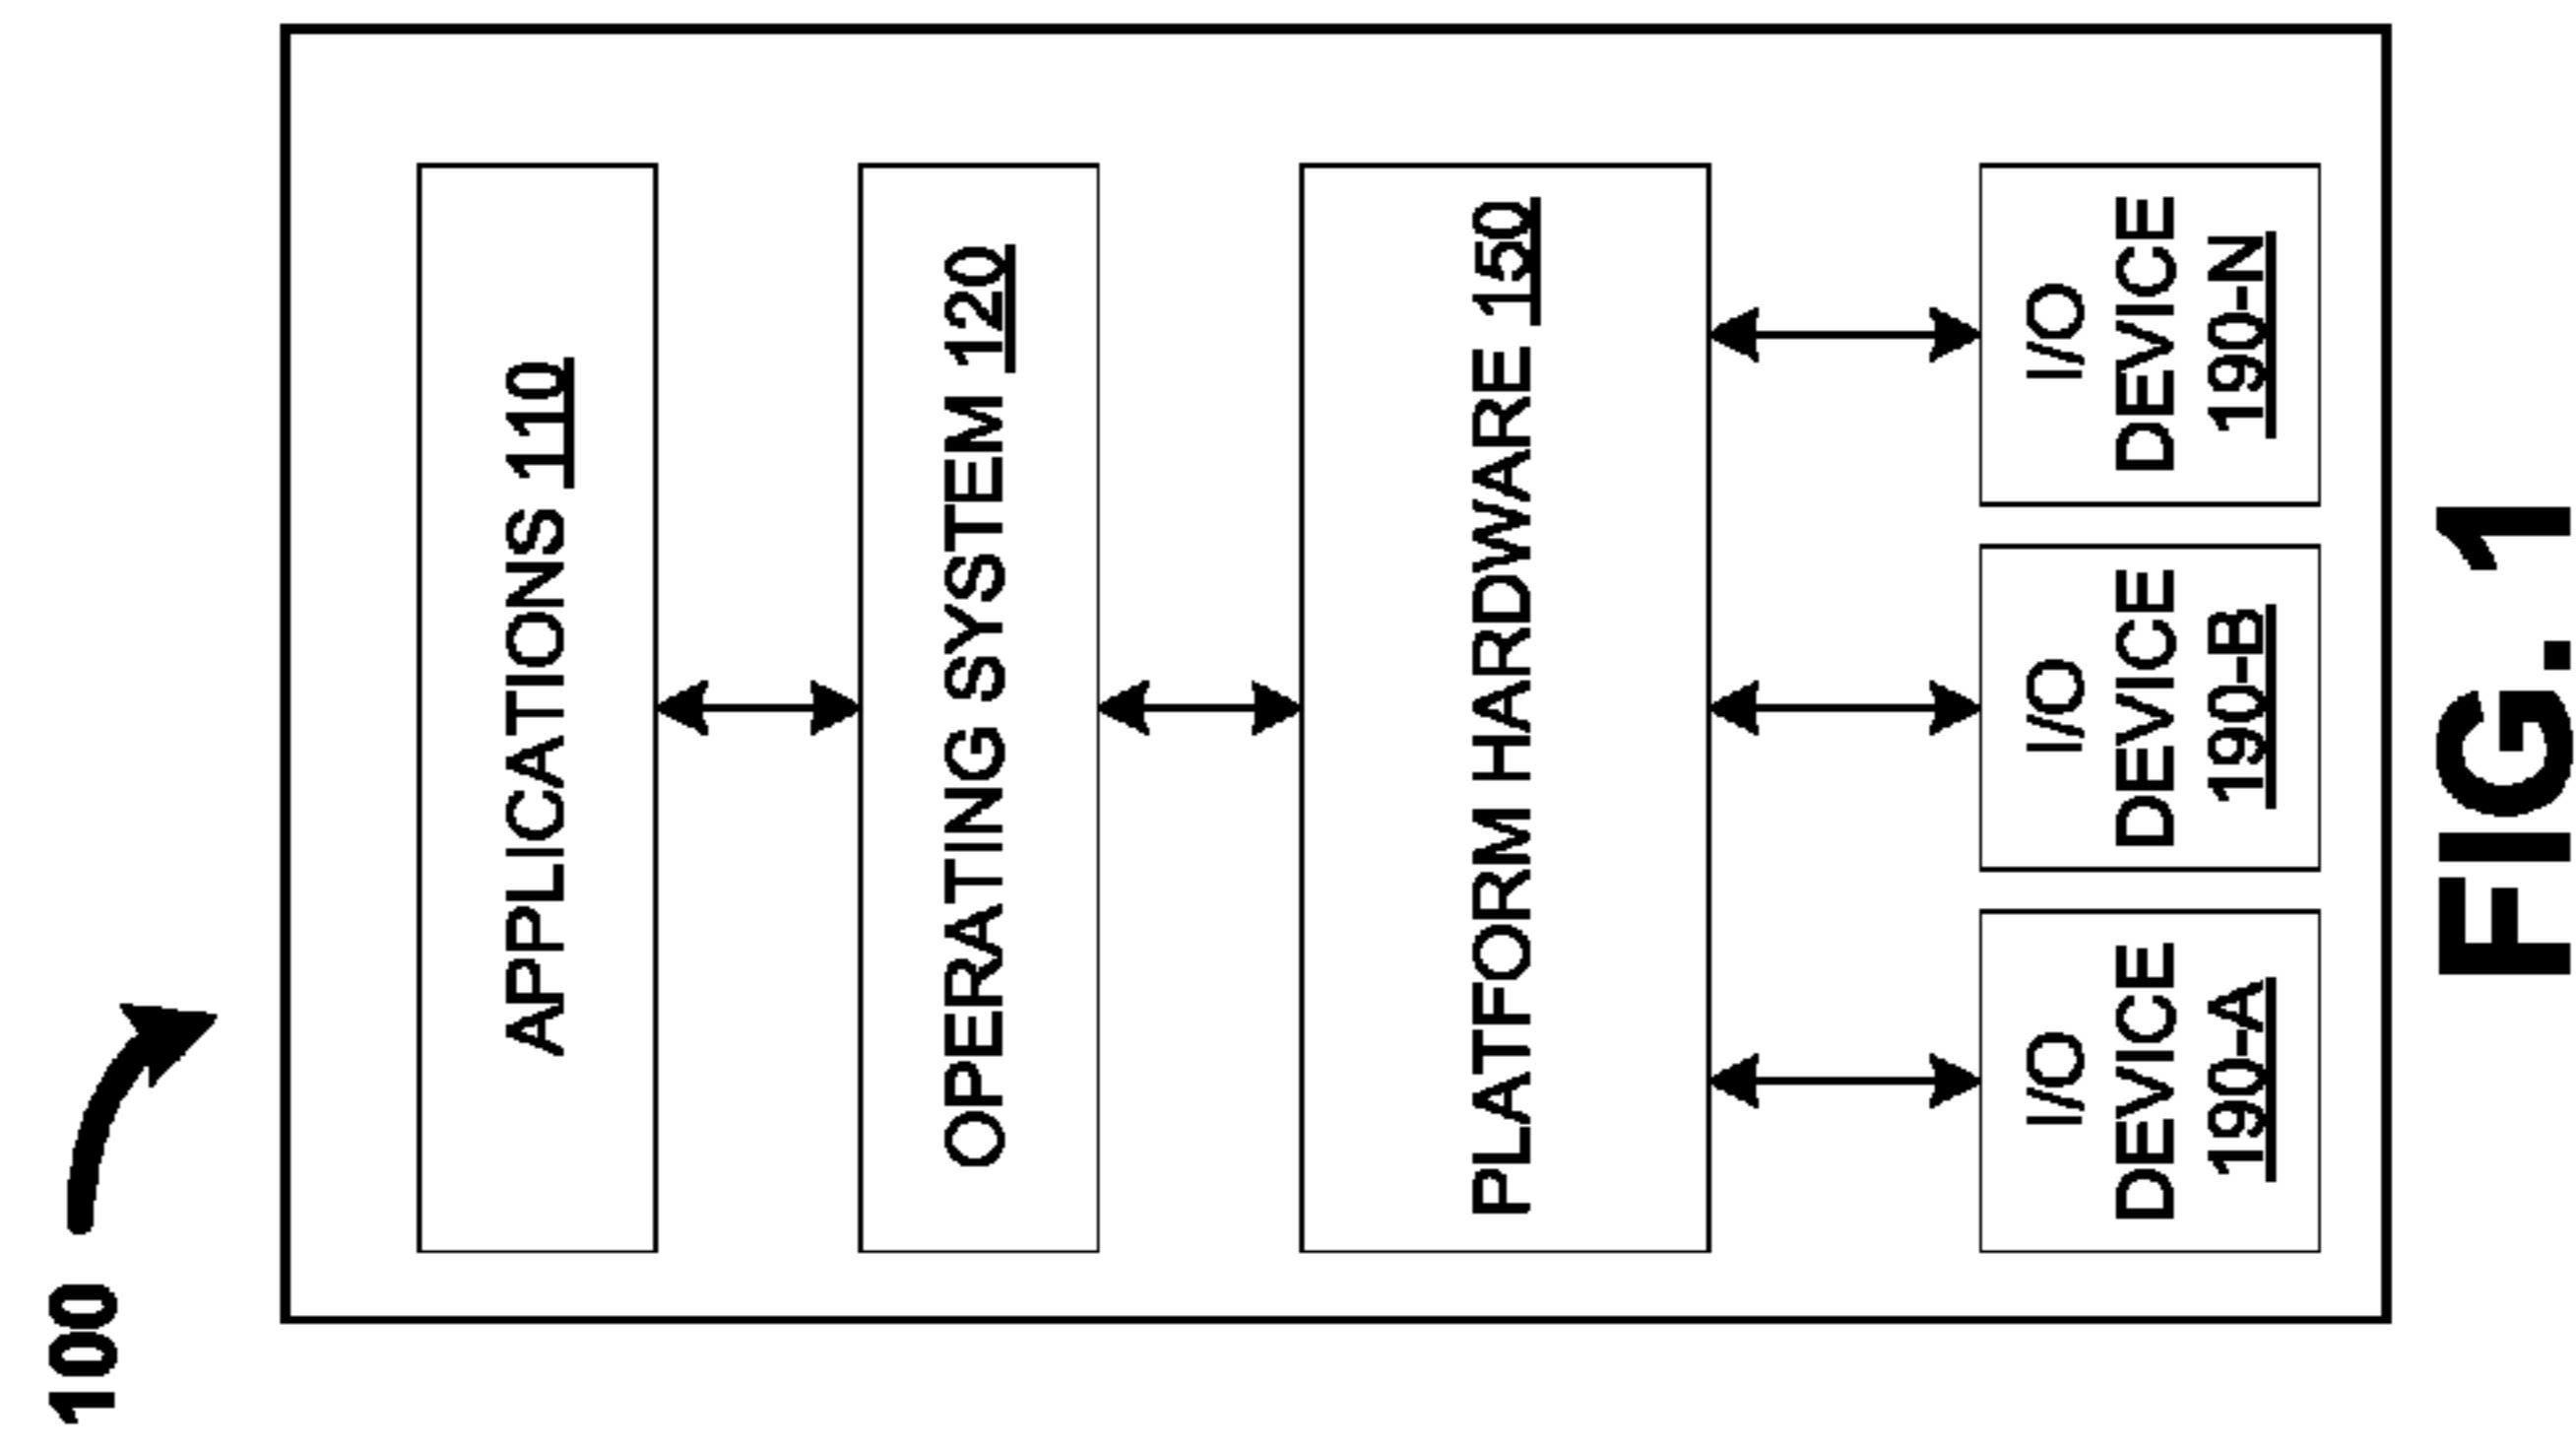 100
APPLICATIONS 110
OPERATING SYSTEM 120
PLATFORM HARDWARE 150
I/O
DEVICE
190-A
I/O
DEVICE
190-B
I/O
DEVICE
190-N
FIG. 1